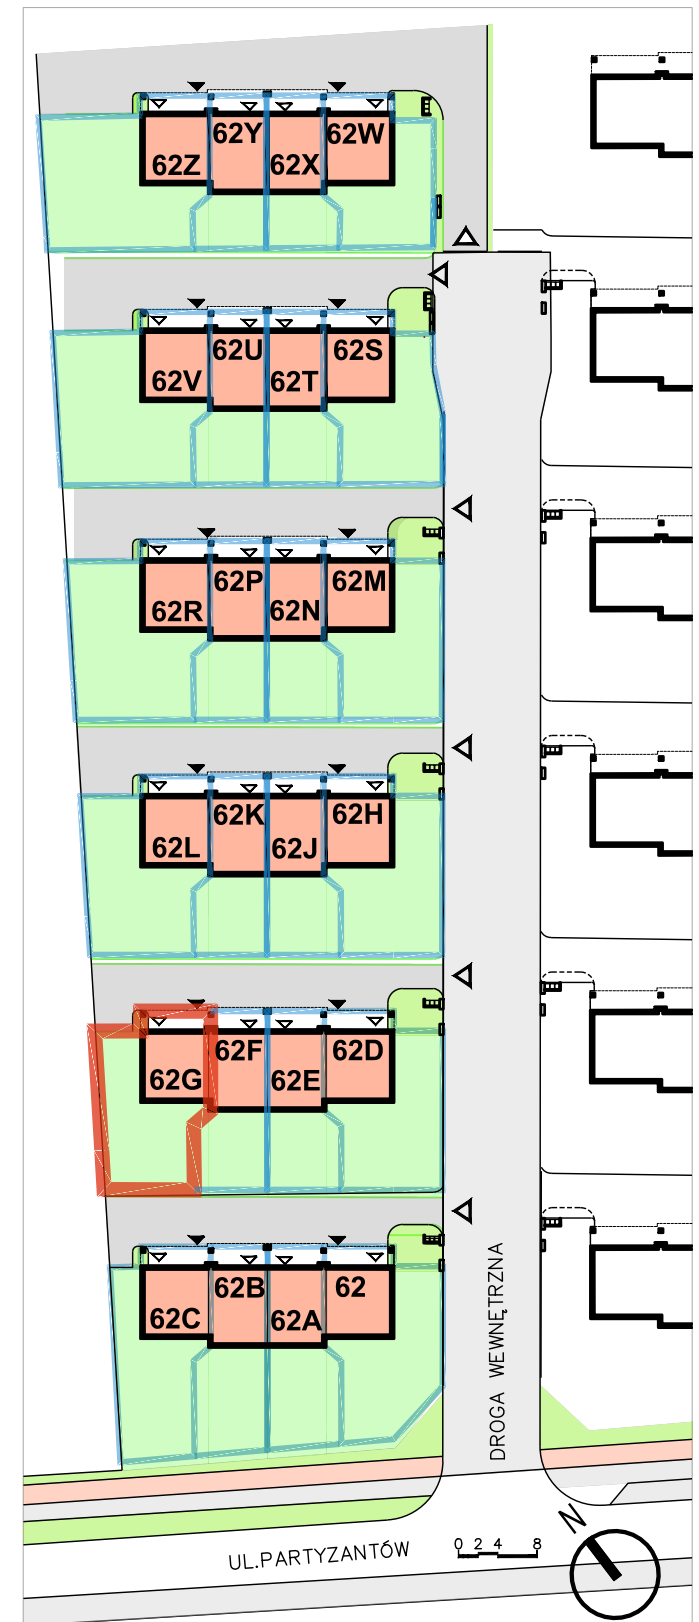 62Y 62W
62Z 62X
62U 62S
62V 62T
62P 62M
62R 62N
62K 62H
62L 62J
62F 62D
62G 62E
62B 62
62C 62A
DROGA WEWNĘTRZNA
UL.PARTYZANTÓW
0 2 4 8
N